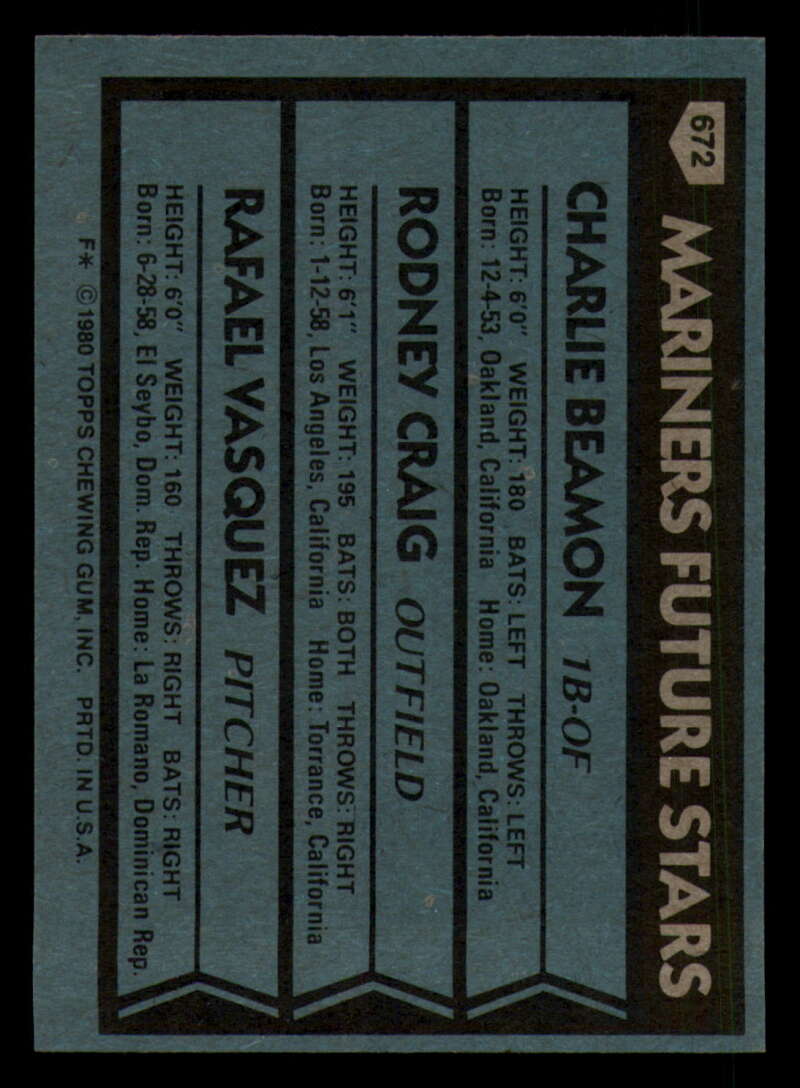 672
MARINERS FUTURE STARS
CHARLIE BEAMON 1B-OF
HEIGHT: 6'0" WEIGHT: 180 BATS: LEFT THROWS: LEFT
Born: 12-4-53, Oakland, California Home: Oakland, California
RODNEY CRAIG OUTFIELD
HEIGHT: 6'1" WEIGHT: 195 BATS: BOTH THROWS: RIGHT
Born: 1-12-58, Los Angeles, California Home: Torrance, California
RAFAEL VASQUEZ PITCHER
HEIGHT: 6'0" WEIGHT: 160 THROWS: RIGHT BATS: RIGHT
Born: 6-28-58, El Seybo, Dom. Rep. Home: La Romano, Dominican Rep.
F* © 1980 TOPPS CHEWING GUM, INC. PRTD. IN U.S.A.